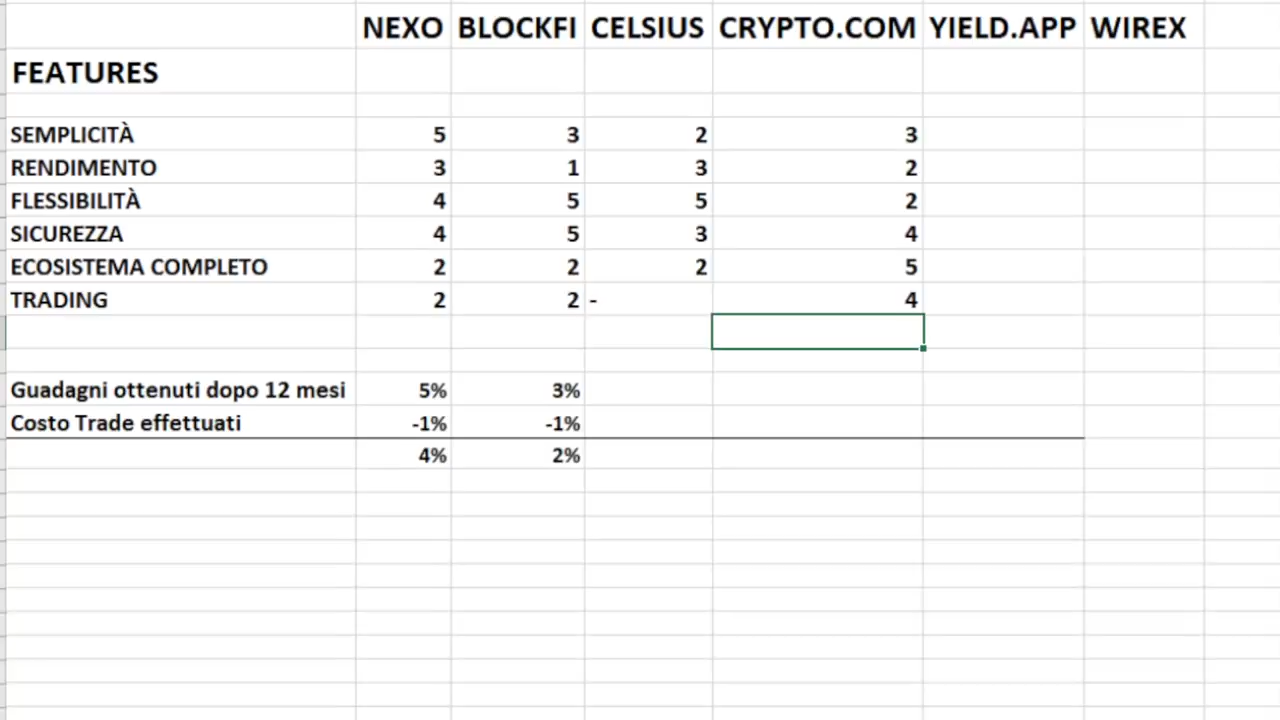 NEXO BLOCKFI CELSIUS CRYPTO.COM YIELD.APP WIREX
FEATURES
SEMPLICITÀ 5 3 2 3
RENDIMENTO 3 1 3 2
FLESSIBILITÀ 4 5 5 2
SICUREZZA 4 5 3 4
ECOSISTEMA COMPLETO 2 2 2 5
TRADING 2 2 - 4
Guadagni ottenuti dopo 12 mesi 5% 3%
Costo Trade effettuati -1% -1%
4% 2%